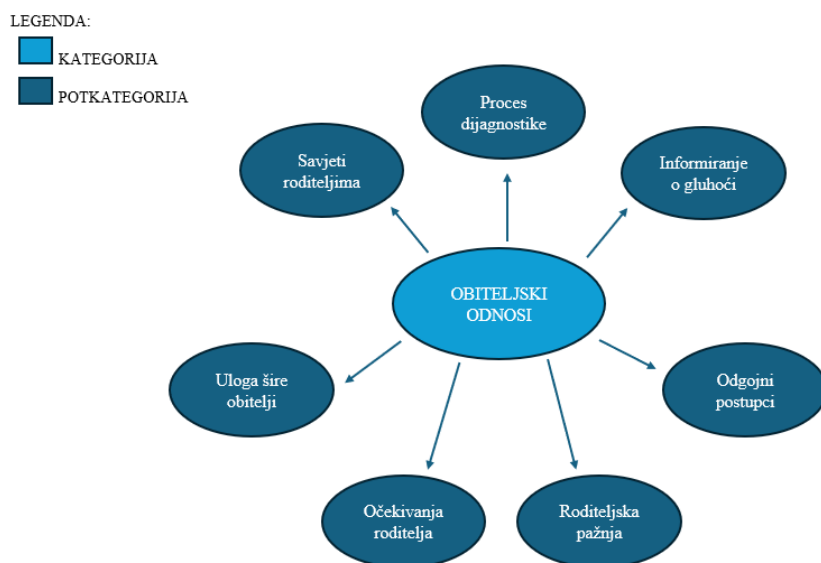 LEGENDA:
KATEGORIJA
POTKATEGORIJA
Proces
dijagnostike
Savjeti
roditeljima
Informiranje
o gluhoći
OBITELJSKI
ODNOSI
Uloga šire
obitelji
Odgojni
postupci
Očekivanja
roditelja
Roditeljska
pažnja